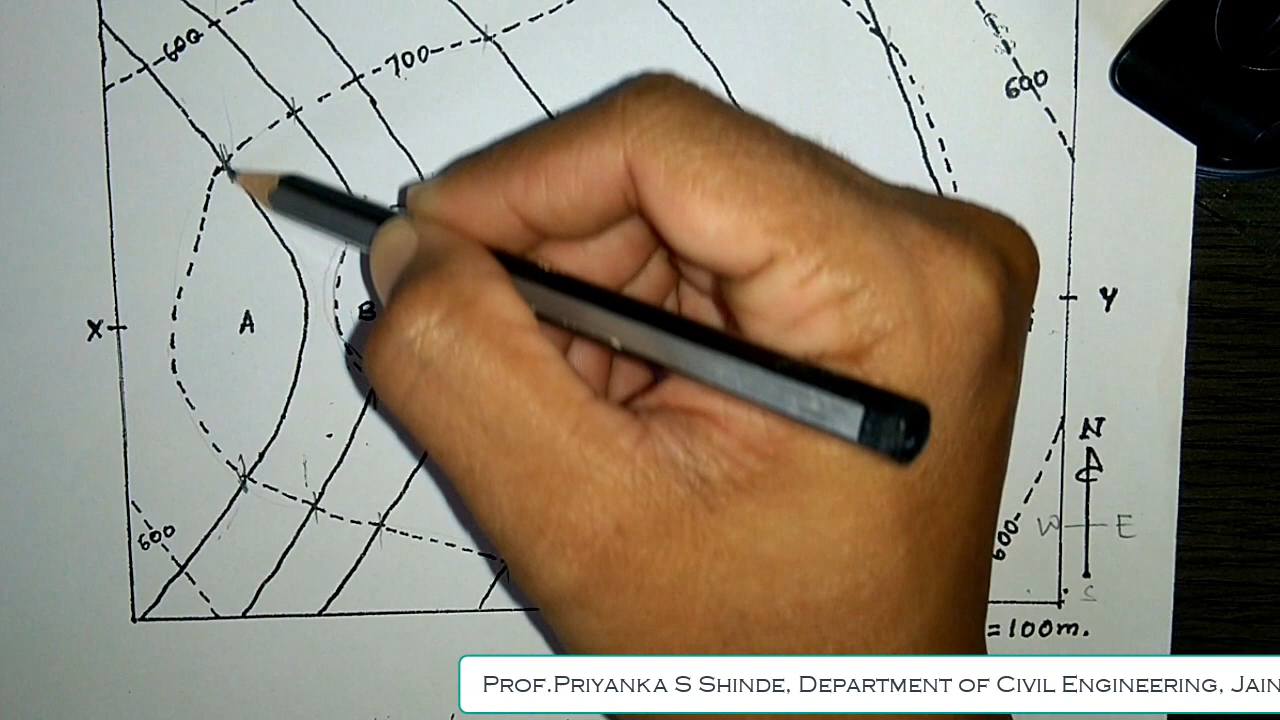 600
700
600
A
B
X
Y
N
600
600
W E
S
=100m.
Prof.Priyanka S Shinde, Department of Civil Engineering, Jain